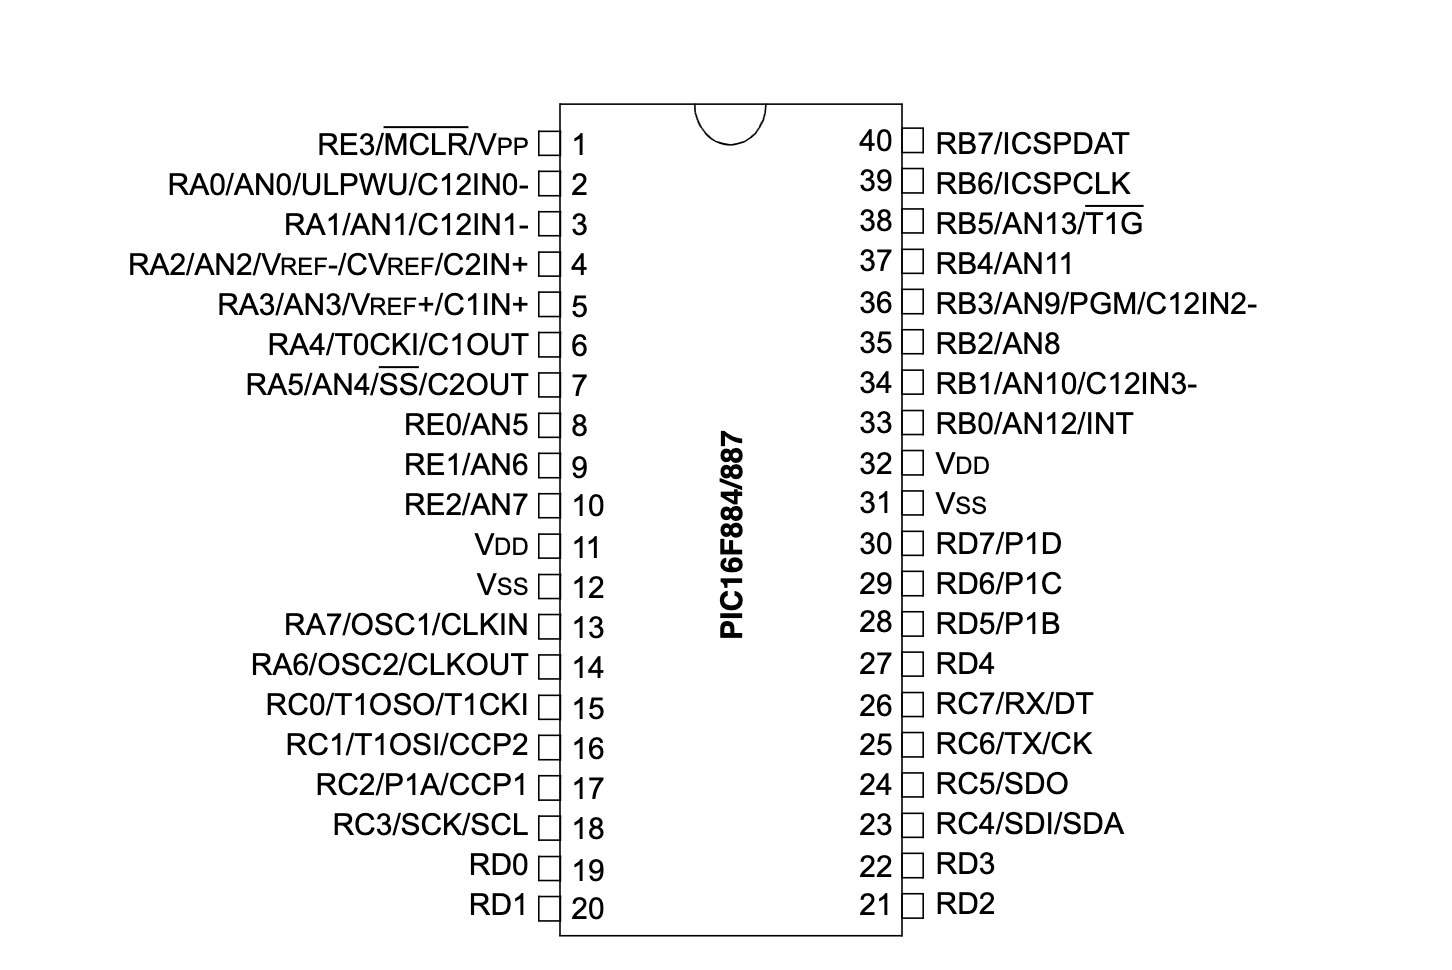 RE3/MCLR/VPP 1 40 RB7/ICSPDAT
RA0/AN0/ULPWU/C12IN0- 2 39 RB6/ICSPCLK
RA1/AN1/C12IN1- 3 38 RB5/AN13/T1G
RA2/AN2/VREF-/CVREF/C2IN+ 4 37 RB4/AN11
RA3/AN3/VREF+/C1IN+ 5 36 RB3/AN9/PGM/C12IN2-
RA4/T0CKI/C1OUT 6 35 RB2/AN8
RA5/AN4/SS/C2OUT 7 34 RB1/AN10/C12IN3-
RE0/AN5 8 33 RB0/AN12/INT
RE1/AN6 9 32 VDD
RE2/AN7 10 31 VSS
VDD 11 30 RD7/P1D
VSS 12 29 RD6/P1C
RA7/OSC1/CLKIN 13 28 RD5/P1B
RA6/OSC2/CLKOUT 14 27 RD4
RC0/T1OSO/T1CKI 15 26 RC7/RX/DT
RC1/T1OSI/CCP2 16 25 RC6/TX/CK
RC2/P1A/CCP1 17 24 RC5/SDO
RC3/SCK/SCL 18 23 RC4/SDI/SDA
RD0 19 22 RD3
RD1 20 21 RD2
PIC16F884/887